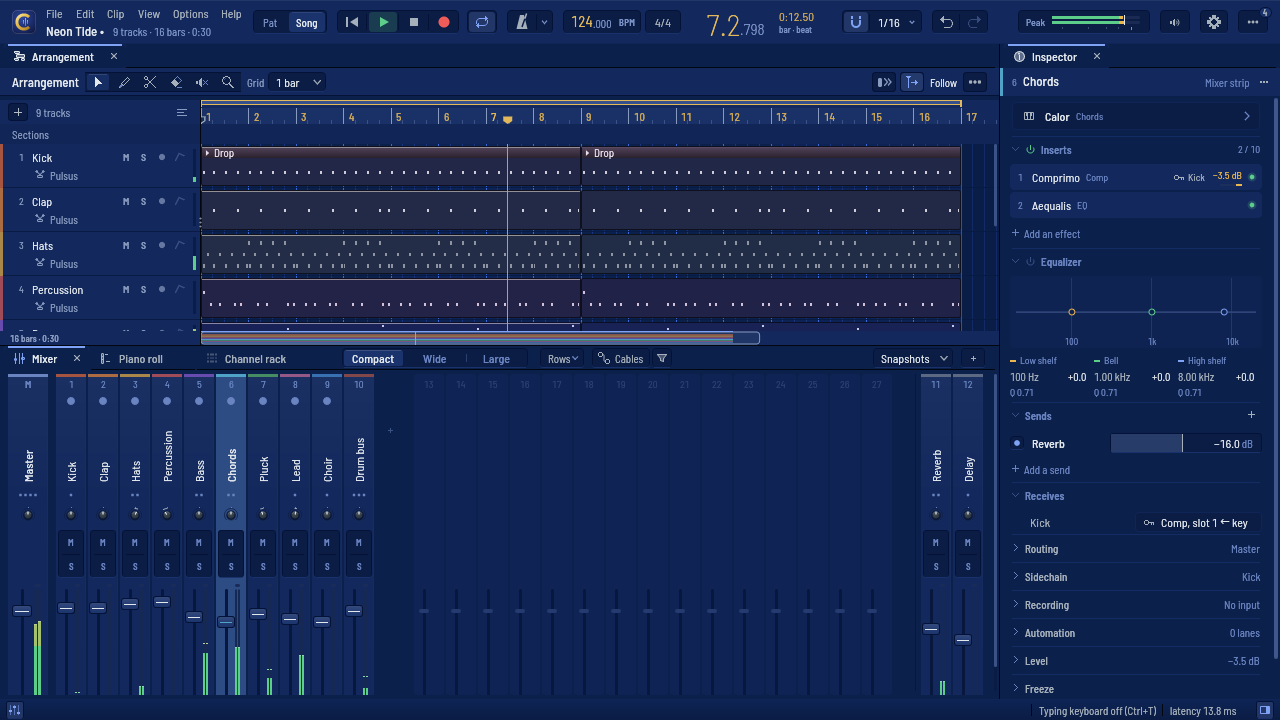 File Edit Clip View Options Help
Neon Tide • 9 tracks · 16 bars · 0:30
Pat Song
124.000 BPM 4/4
7.2.798
0:12.50
bar · beat
1/16
Peak
4
Arrangement
Arrangement
Grid 1 bar
Follow
9 tracks
1 2 3 4 5 6 7 8 9 10 11 12 13 14 15 16 17
Sections
1 Kick M S
Pulsus
2 Clap M S
Pulsus
3 Hats M S
Pulsus
4 Percussion M S
Pulsus
Drop
Drop
16 bars · 0:30
Mixer
Piano roll
Channel rack
Compact Wide Large
Rows
Cables
Snapshots
M 1 2 3 4 5 6 7 8 9 10 13 14 15 16 17 18 19 20 21 22 23 24 25 26 27 11 12
Master Kick Clap Hats Percussion Bass Chords Pluck Lead Choir Drum bus Reverb Delay
M M M M M M M M M M M M
S S S S S S S S S S S S
Inspector
6 Chords Mixer strip
Calor Chords
Inserts 2 / 10
1 Comprimo Comp Kick −3.5 dB
2 Aequalis EQ
Add an effect
Equalizer
100 1k 10k
Low shelf Bell High shelf
100 Hz +0.0 1.00 kHz +0.0 8.00 kHz +0.0
Q 0.71 Q 0.71 Q 0.71
Sends
Reverb −16.0 dB
Add a send
Receives
Kick Comp, slot 1 ← key
Routing Master
Sidechain Kick
Recording No input
Automation 0 lanes
Level −3.5 dB
Freeze
Typing keyboard off (Ctrl+T) latency 13.8 ms